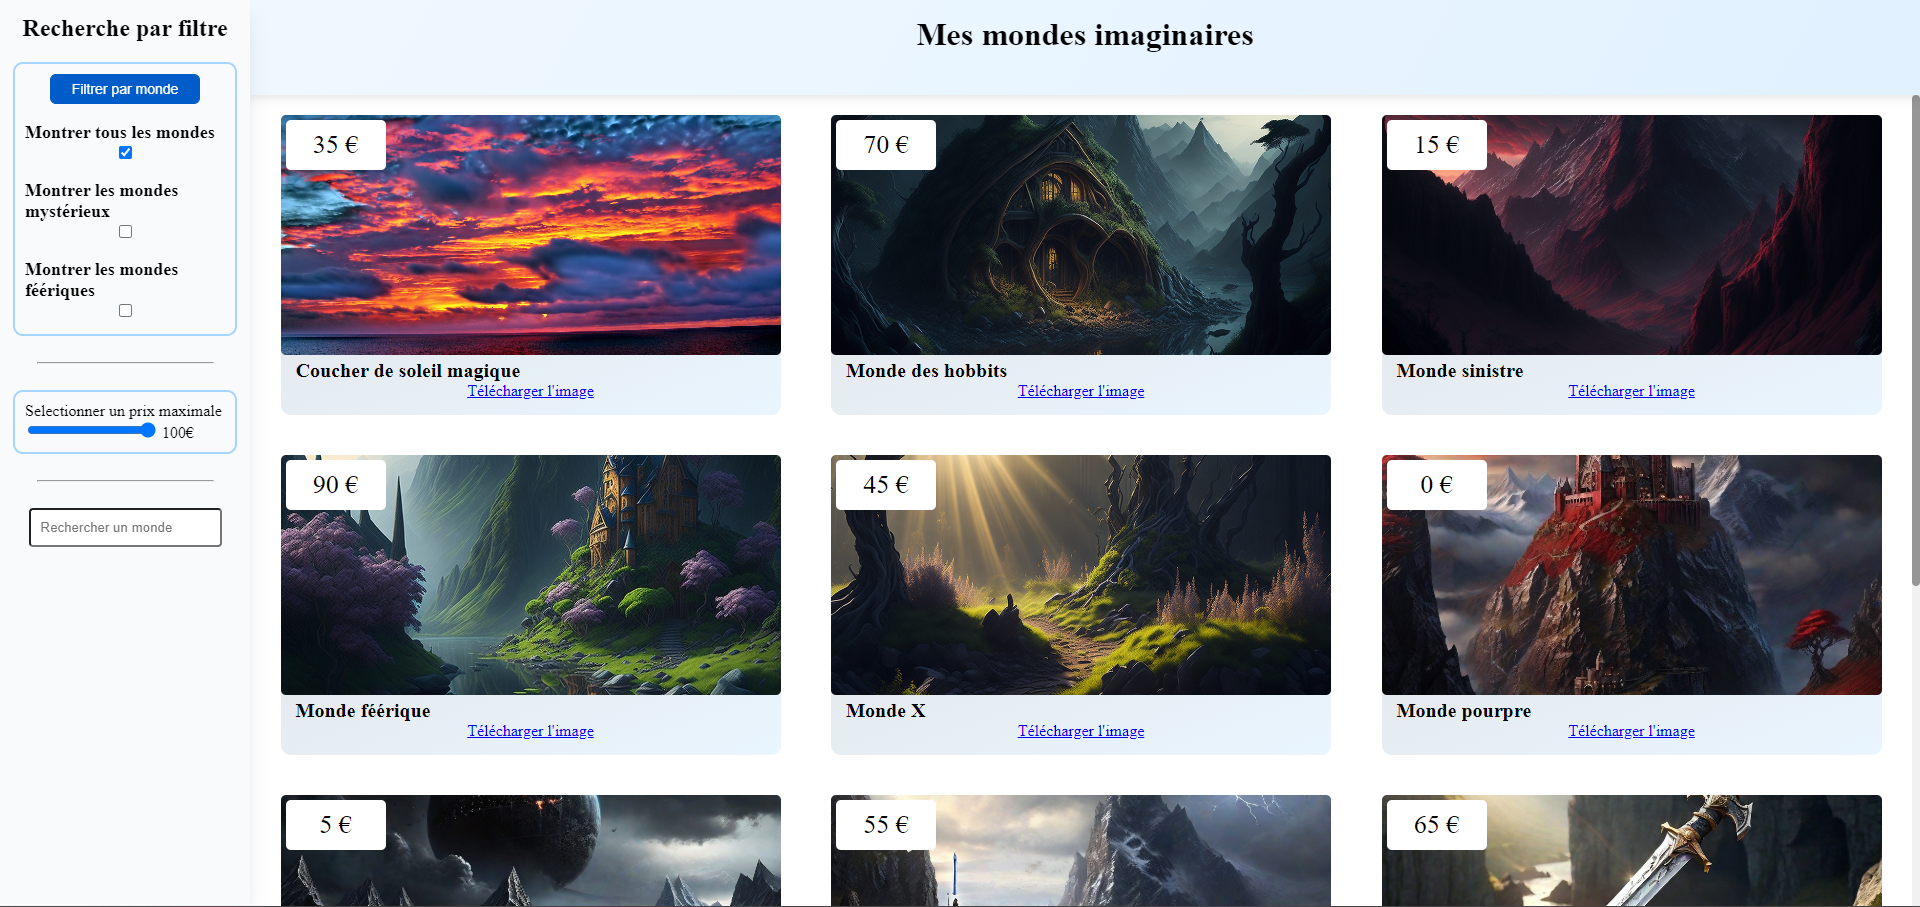 Recherche par filtre
Filtrer par monde
Montrer tous les mondes
Montrer les mondes
mystérieux
Montrer les mondes
féériques
Selectionner un prix maximale
100€
Rechercher un monde
Mes mondes imaginaires
35 €
Coucher de soleil magique
Télécharger l'image
70 €
Monde des hobbits
Télécharger l'image
15 €
Monde sinistre
Télécharger l'image
90 €
Monde féérique
Télécharger l'image
45 €
Monde X
Télécharger l'image
0 €
Monde pourpre
Télécharger l'image
5 €
55 €
65 €